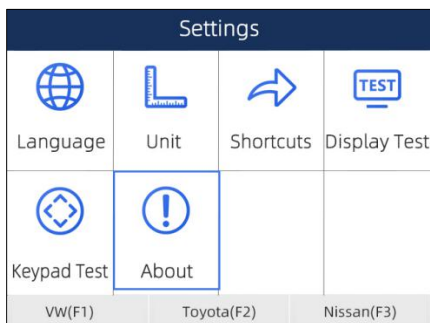 Settings
TEST
Language Unit Shortcuts Display Test
Keypad Test About
VW(F1) Toyota(F2) Nissan(F3)